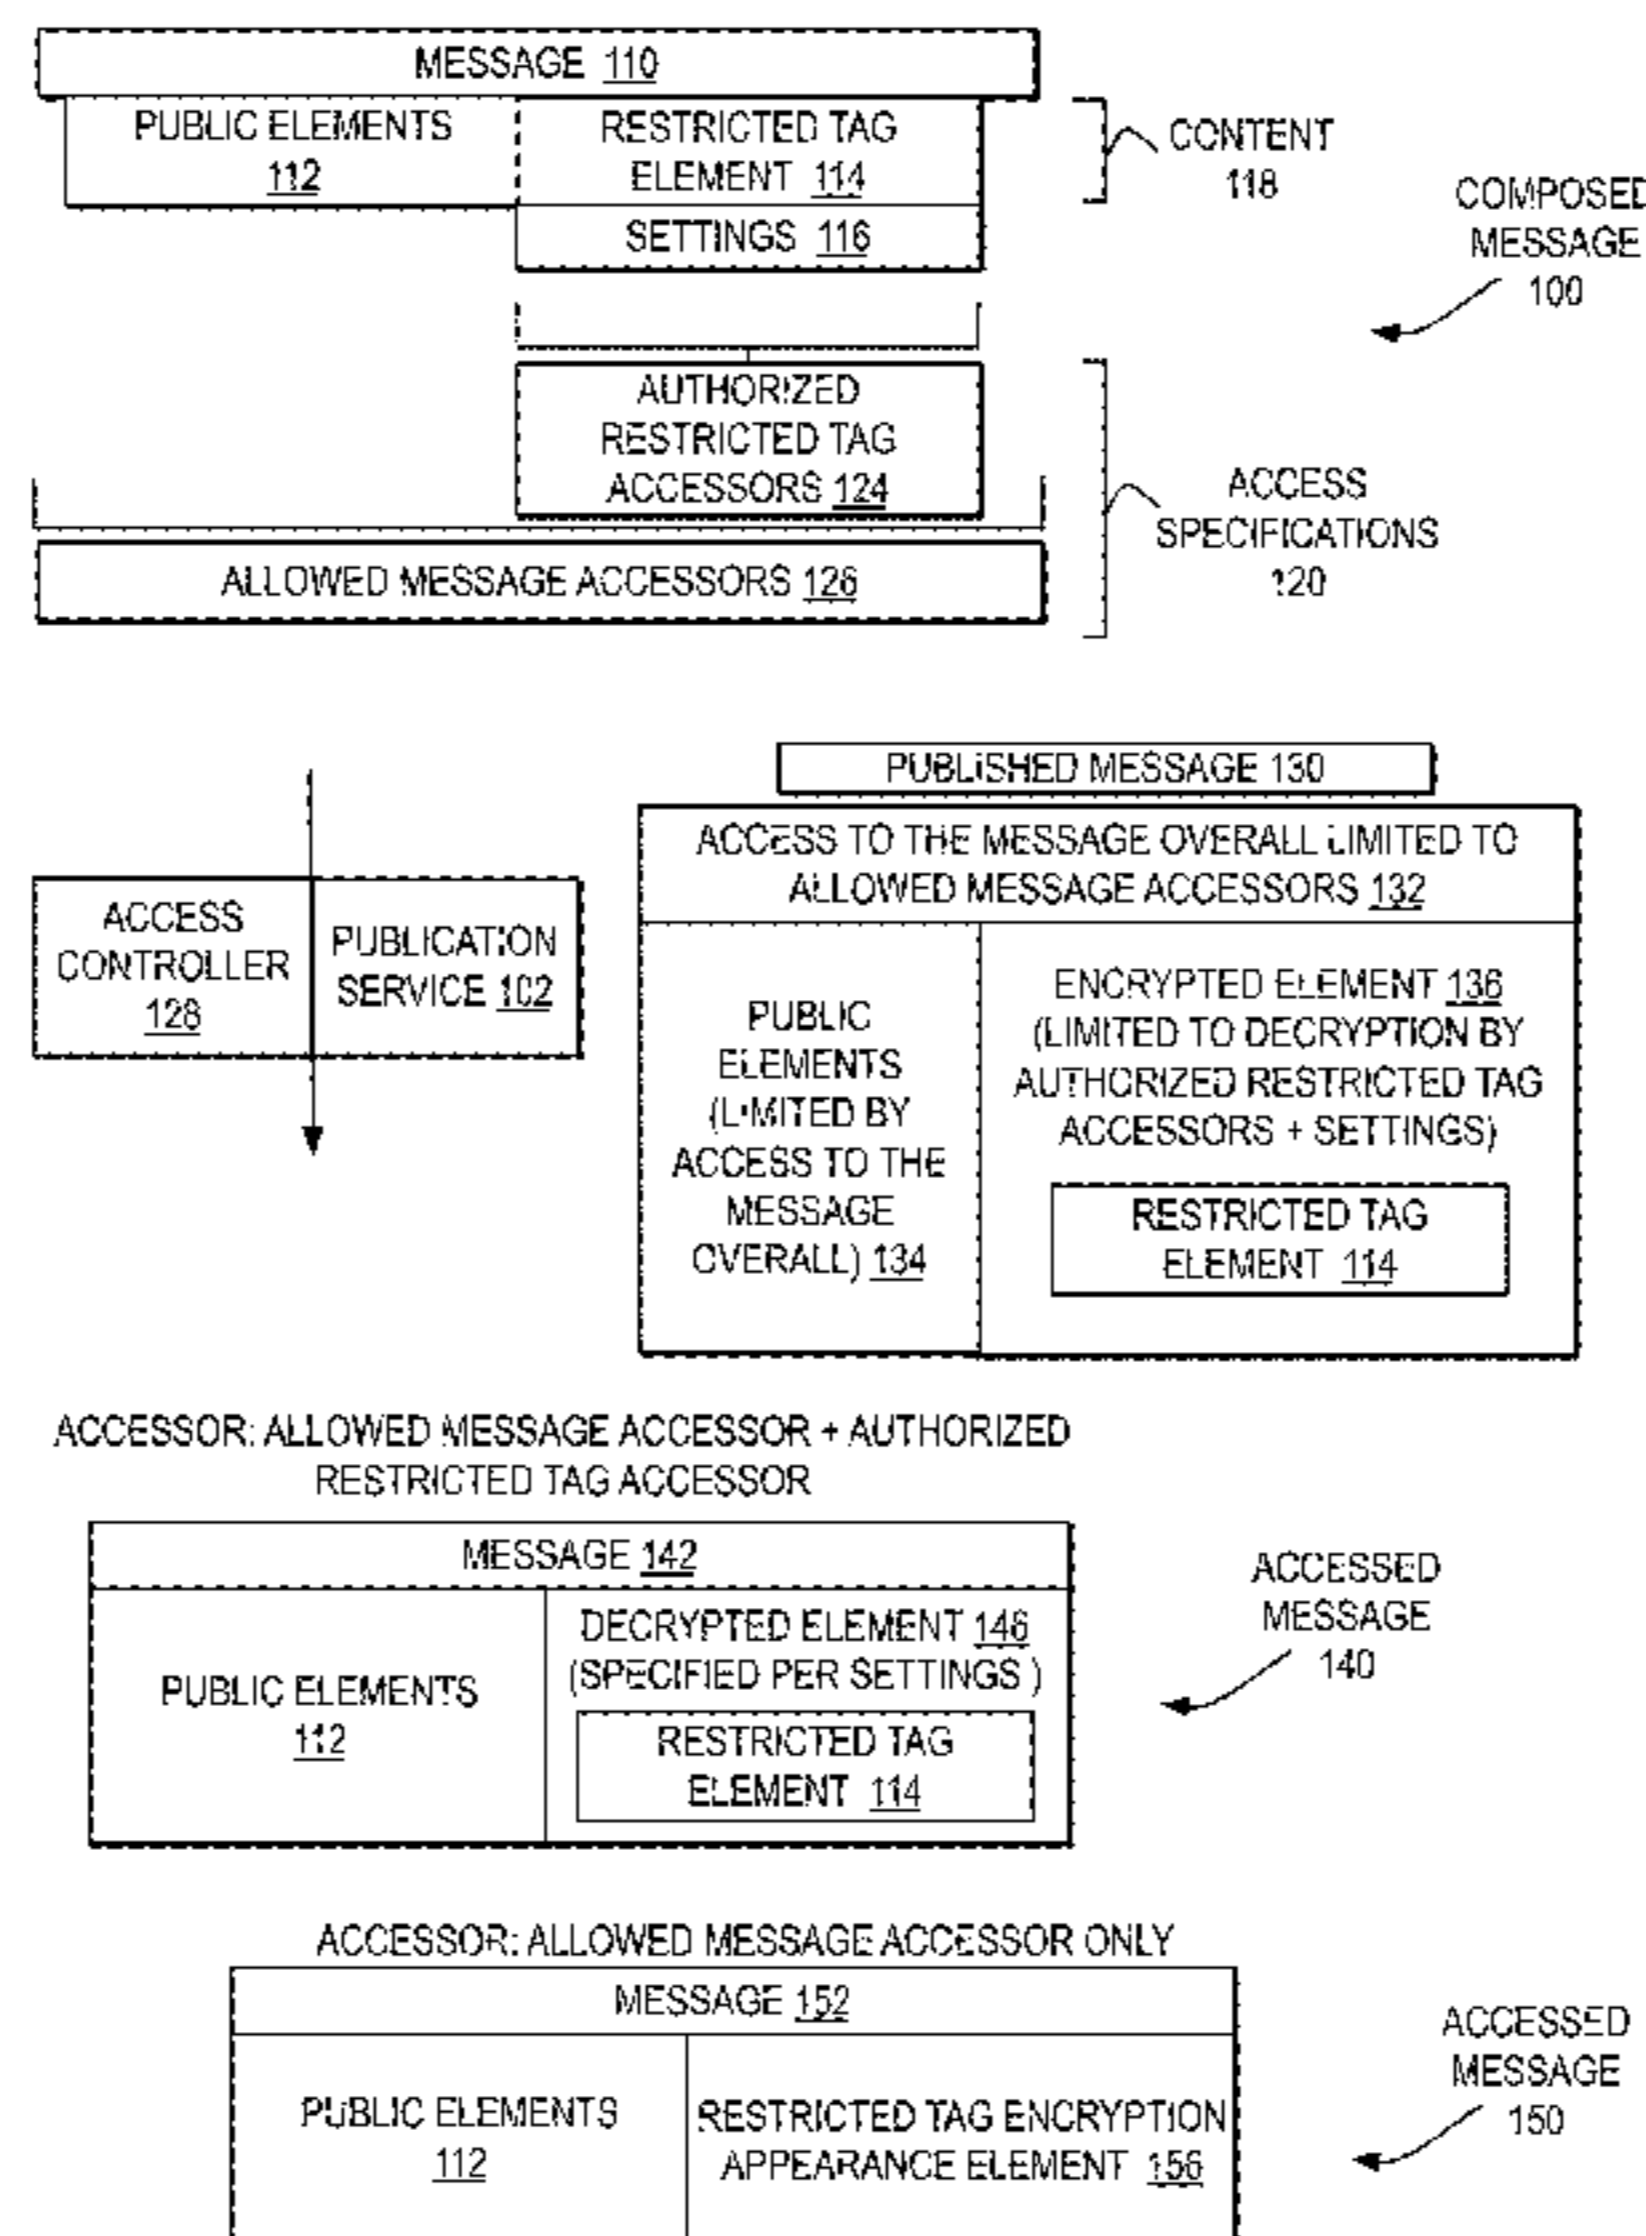 MESSAGE 110
PUBLIC ELEMENTS
112
RESTRICTED TAG
ELEMENT 114
SETTINGS 116
CONTENT
118
COMPOSED
MESSAGE
100
AUTHORIZED
RESTRICTED TAG
ACCESSORS 124
ALLOWED MESSAGE ACCESSORS 126
ACCESS
SPECIFICATIONS
120
ACCESS
CONTROLLER
128
PUBLICATION
SERVICE 102
PUBLISHED MESSAGE 130
ACCESS TO THE MESSAGE OVERALL LIMITED TO
ALLOWED MESSAGE ACCESSORS 132
PUBLIC
ELEMENTS
(LIMITED BY
ACCESS TO THE
MESSAGE
OVERALL) 134
ENCRYPTED ELEMENT 136
(LIMITED TO DECRYPTION BY
AUTHORIZED RESTRICTED TAG
ACCESSORS + SETTINGS)
RESTRICTED TAG
ELEMENT 114
ACCESSOR: ALLOWED MESSAGE ACCESSOR + AUTHORIZED
RESTRICTED TAG ACCESSOR
MESSAGE 142
PUBLIC ELEMENTS
112
DECRYPTED ELEMENT 146
(SPECIFIED PER SETTINGS )
RESTRICTED TAG
ELEMENT 114
ACCESSED
MESSAGE
140
ACCESSOR: ALLOWED MESSAGE ACCESSOR ONLY
MESSAGE 152
PUBLIC ELEMENTS
112
RESTRICTED TAG ENCRYPTION
APPEARANCE ELEMENT 156
ACCESSED
MESSAGE
150